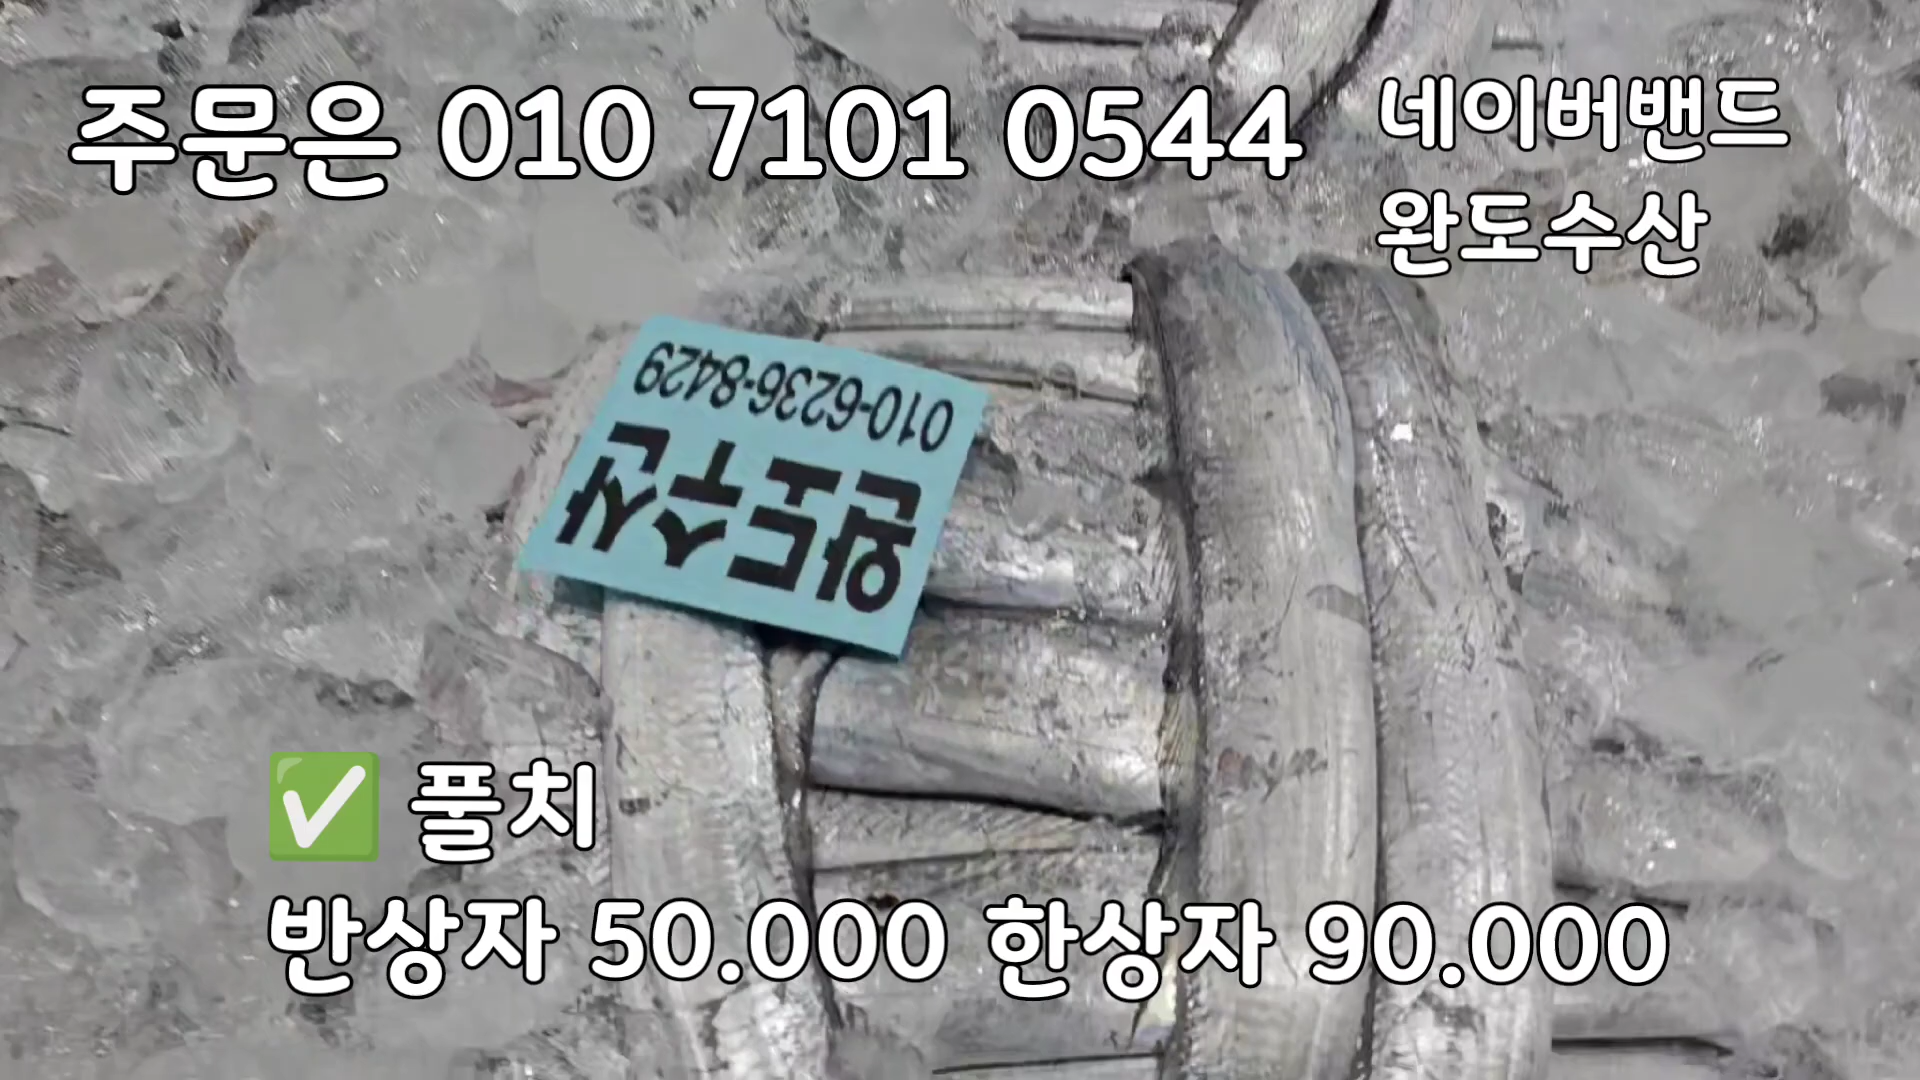 주문은 010 7101 0544
네이버밴드
완도수산
010-6236-8429
완도수산
✅ 풀치
반상자 50.000 한상자 90.000